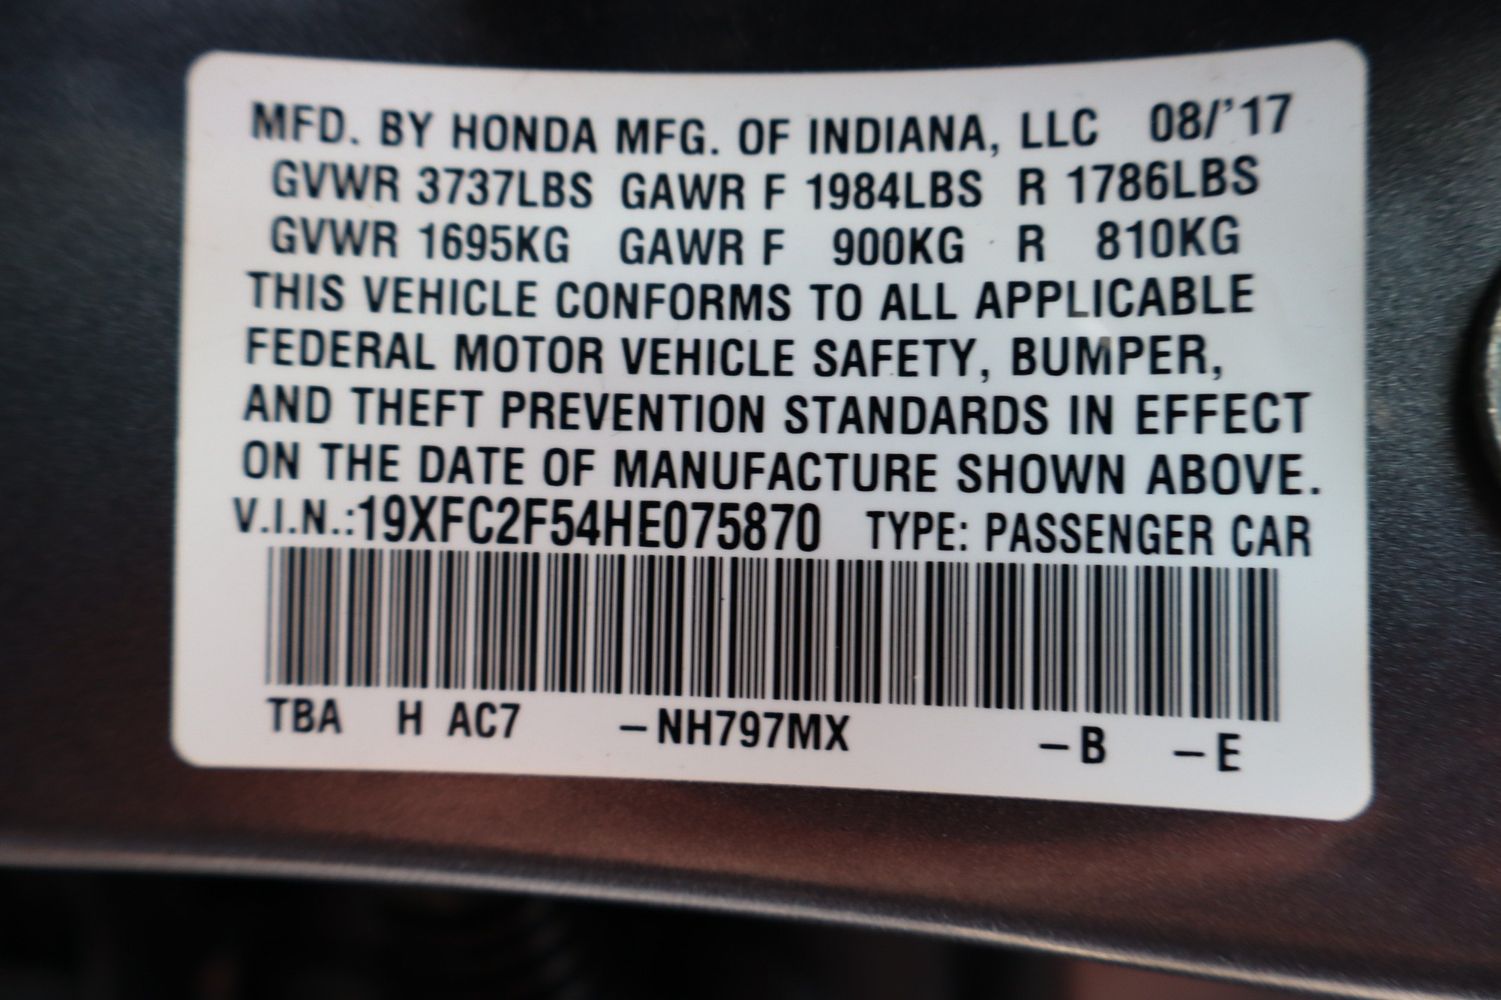 MFD. BY HONDA MFG. OF INDIANA, LLC 08/'17
GVWR 3737LBS GAWR F 1984LBS R 1786LBS
GVWR 1695KG GAWR F 900KG R 810KG
THIS VEHICLE CONFORMS TO ALL APPLICABLE
FEDERAL MOTOR VEHICLE SAFETY, BUMPER,
AND THEFT PREVENTION STANDARDS IN EFFECT
ON THE DATE OF MANUFACTURE SHOWN ABOVE.
V.I.N.:19XFC2F54HE075870 TYPE: PASSENGER CAR
TBA H AC7 –NH797MX –B –E